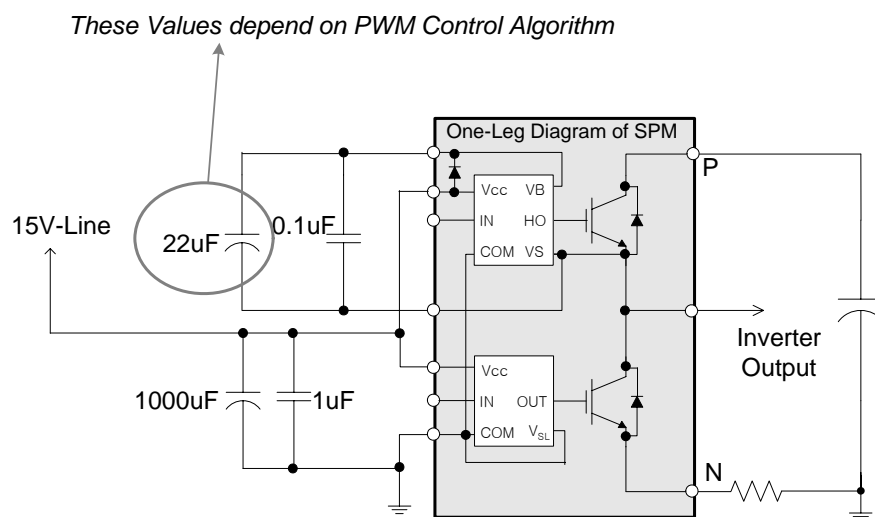 These Values depend on PWM Control Algorithm
One-Leg Diagram of SPM
P
Vcc VB
15V-Line
22uF
0.1uF
IN HO
COM VS
Inverter
Output
Vcc
1000uF
1uF
IN OUT
COM VSL
N